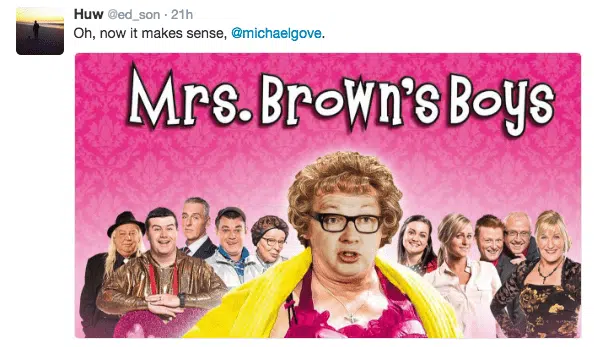 Huw @ed_son · 21h
Oh, now it makes sense, @michaelgove.
Mrs. Brown's Boys